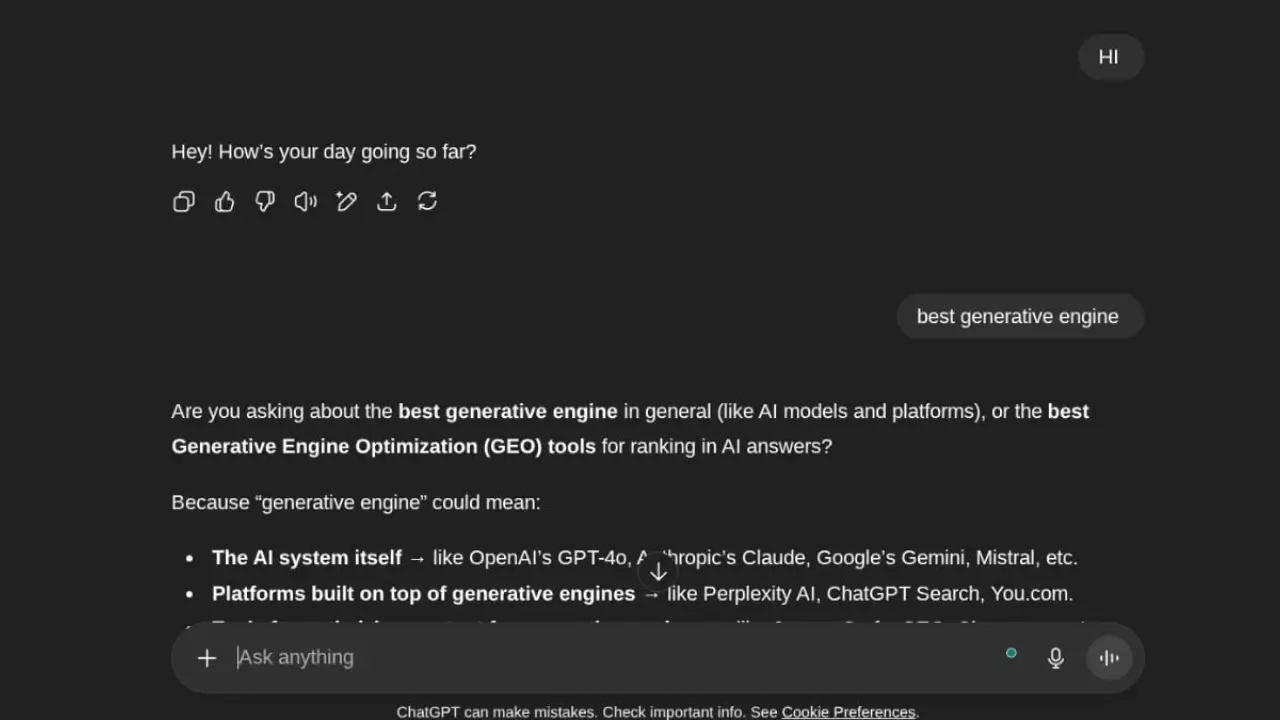 HI
Hey! How’s your day going so far?
best generative engine
Are you asking about the best generative engine in general (like AI models and platforms), or the best
Generative Engine Optimization (GEO) tools for ranking in AI answers?
Because “generative engine” could mean:
The AI system itself → like OpenAI’s GPT-4o, Anthropic’s Claude, Google’s Gemini, Mistral, etc.
Platforms built on top of generative engines → like Perplexity AI, ChatGPT Search, You.com.
Ask anything
ChatGPT can make mistakes. Check important info. See Cookie Preferences.